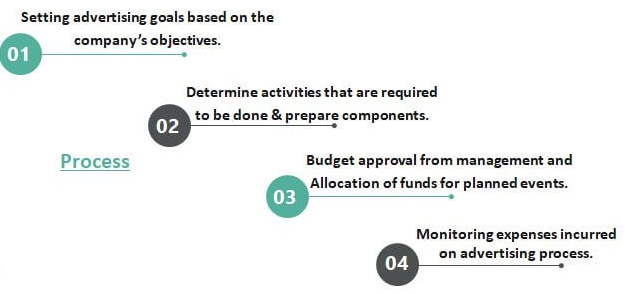 Setting advertising goals based on the
company's objectives.
01
Determine activities that are required
to be done & prepare components.
02
Process
Budget approval from management and
Allocation of funds for planned events.
03
Monitoring expenses incurred
on advertising process.
04